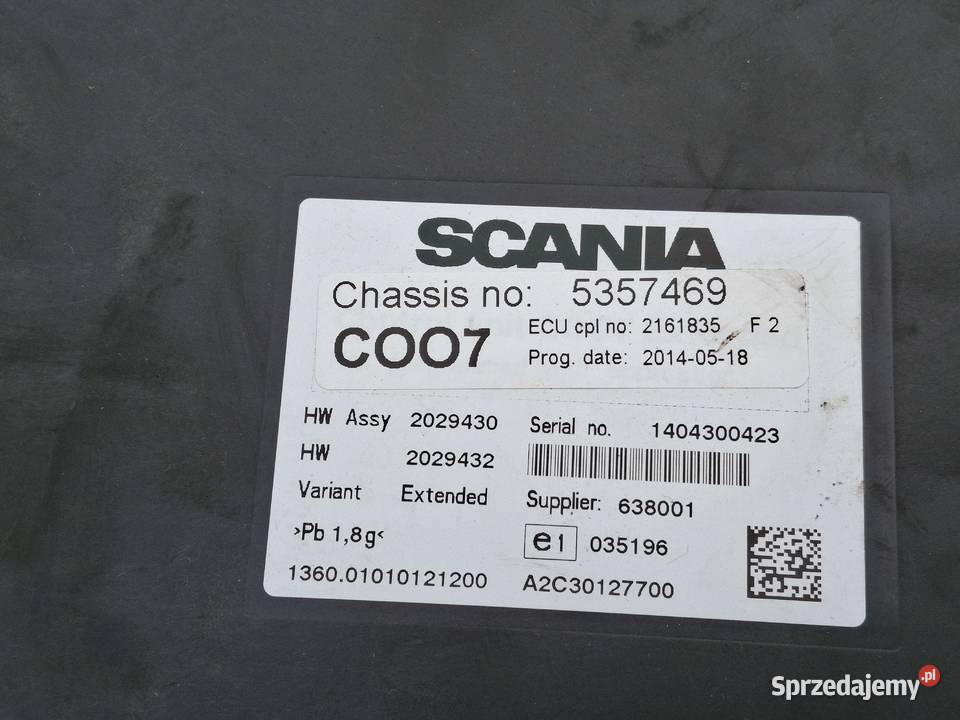 SCANIA
Chassis no: 5357469
COO7
ECU cpl no: 2161835 F 2
Prog. date: 2014-05-18
HW Assy 2029430
Serial no. 1404300423
HW 2029432
Variant Extended
Supplier: 638001
>Pb 1,8g<
e1 035196
1360.01010121200
A2C30127700
Sprzedajemy.pl